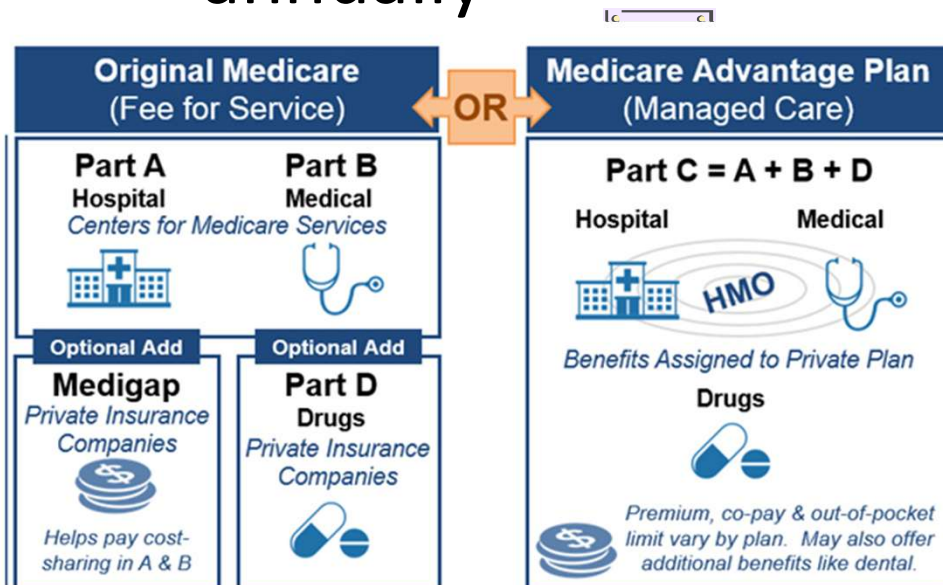 annually
Original Medicare
(Fee for Service)
OR
Medicare Advantage Plan
(Managed Care)
Part A
Hospital
Part B
Medical
Centers for Medicare Services
Optional Add
Medigap
Private Insurance
Companies
$
Helps pay cost-
sharing in A & B
Optional Add
Part D
Drugs
Private Insurance
Companies
Part C = A + B + D
Hospital
Medical
HMO
Benefits Assigned to Private Plan
Drugs
$
Premium, co-pay & out-of-pocket
limit vary by plan. May also offer
additional benefits like dental.